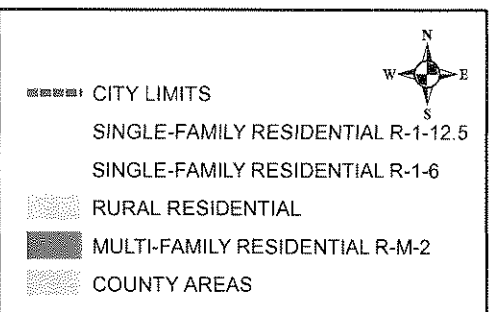 N
W E
S
CITY LIMITS
SINGLE-FAMILY RESIDENTIAL R-1-12.5
SINGLE-FAMILY RESIDENTIAL R-1-6
RURAL RESIDENTIAL
MULTI-FAMILY RESIDENTIAL R-M-2
COUNTY AREAS